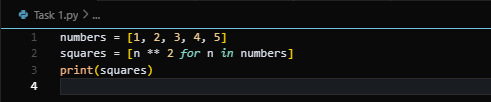 Task 1.py > ...
1 numbers = [1, 2, 3, 4, 5]
2 squares = [n ** 2 for n in numbers]
3 print(squares)
4